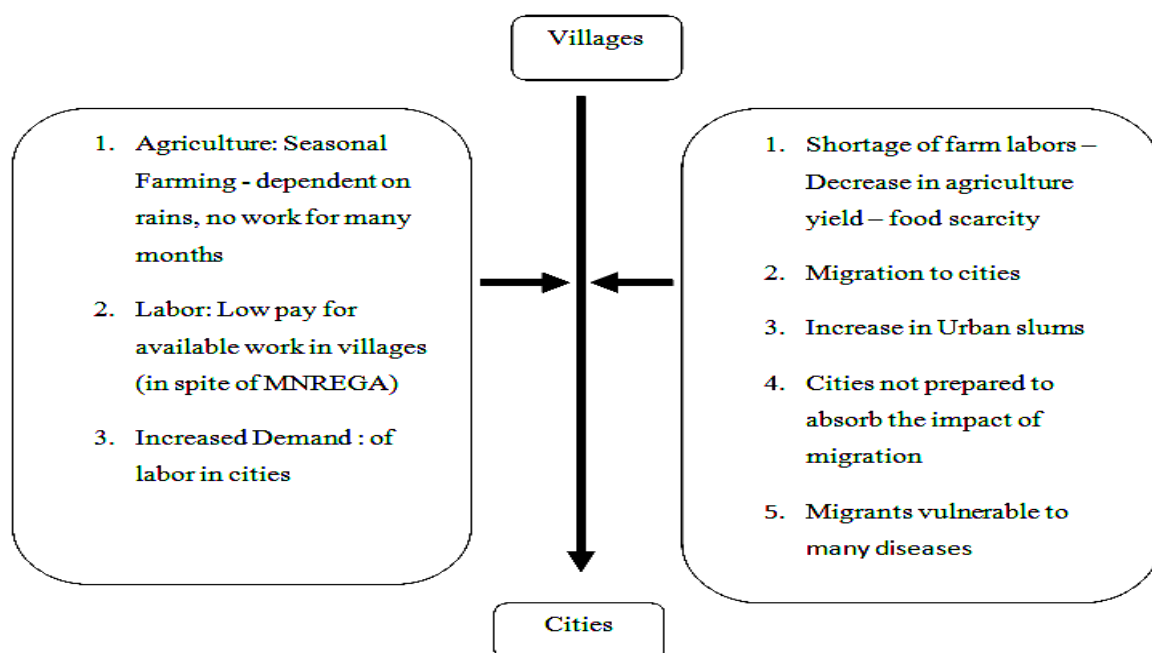 Villages
1. Agriculture: Seasonal
Farming - dependent on
rains, no work for many
months
2. Labor: Low pay for
available work in villages
(in spite of MNREGA)
3. Increased Demand : of
labor in cities
1. Shortage of farm labors –
Decrease in agriculture
yield – food scarcity
2. Migration to cities
3. Increase in Urban slums
4. Cities not prepared to
absorb the impact of
migration
5. Migrants vulnerable to
many diseases
Cities